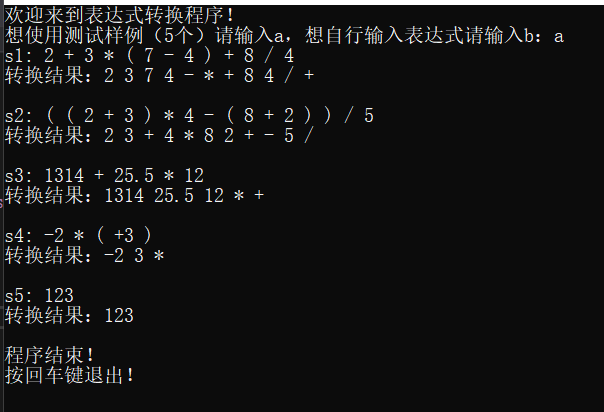 欢迎来到表达式转换程序！
想使用测试样例（5个）请输入a，想自行输入表达式请输入b：a
s1: 2 + 3 * ( 7 - 4 ) + 8 / 4
转换结果：2 3 7 4 - * + 8 4 / +
s2: ( ( 2 + 3 ) * 4 - ( 8 + 2 ) ) / 5
转换结果：2 3 + 4 * 8 2 + - 5 /
s3: 1314 + 25.5 * 12
转换结果：1314 25.5 12 * +
s4: -2 * ( +3 )
转换结果：-2 3 *
s5: 123
转换结果：123
程序结束！
按回车键退出！